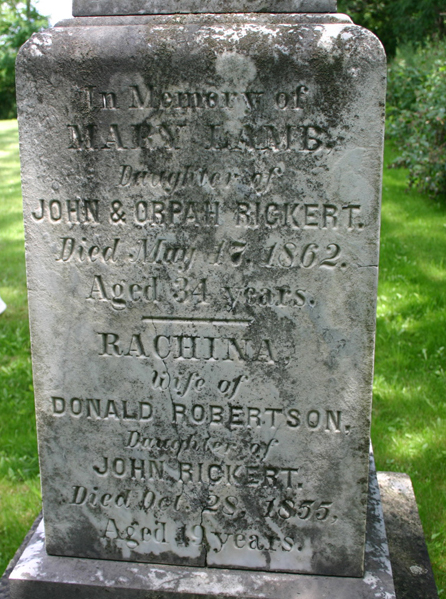 In Memory of
MARY LAMB,
Daughter of
JOHN & ORPAH RICKERT.
Died May 17, 1862.
Aged 34 years.
RACHINA
wife of
DONALD ROBERTSON.
Daughter of
JOHN RICKERT.
Died Oct. 28, 1855,
Aged 19 years.